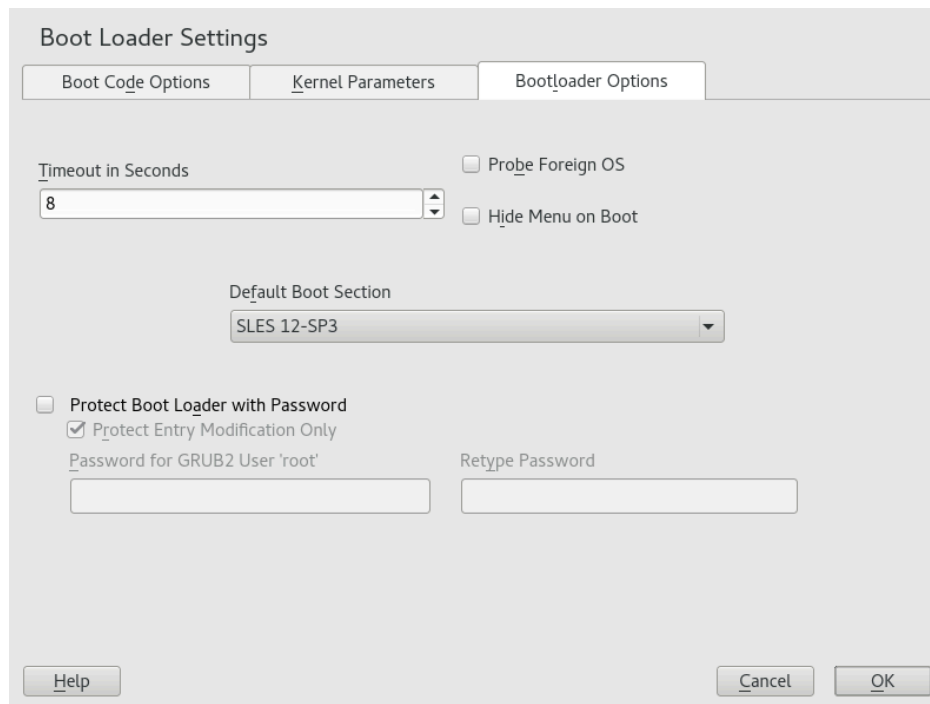 Boot Loader Settings
Boot Code Options
Kernel Parameters
Bootloader Options
Timeout in Seconds
8
Probe Foreign OS
Hide Menu on Boot
Default Boot Section
SLES 12-SP3
Protect Boot Loader with Password
Protect Entry Modification Only
Password for GRUB2 User 'root'
Retype Password
Help
Cancel
OK